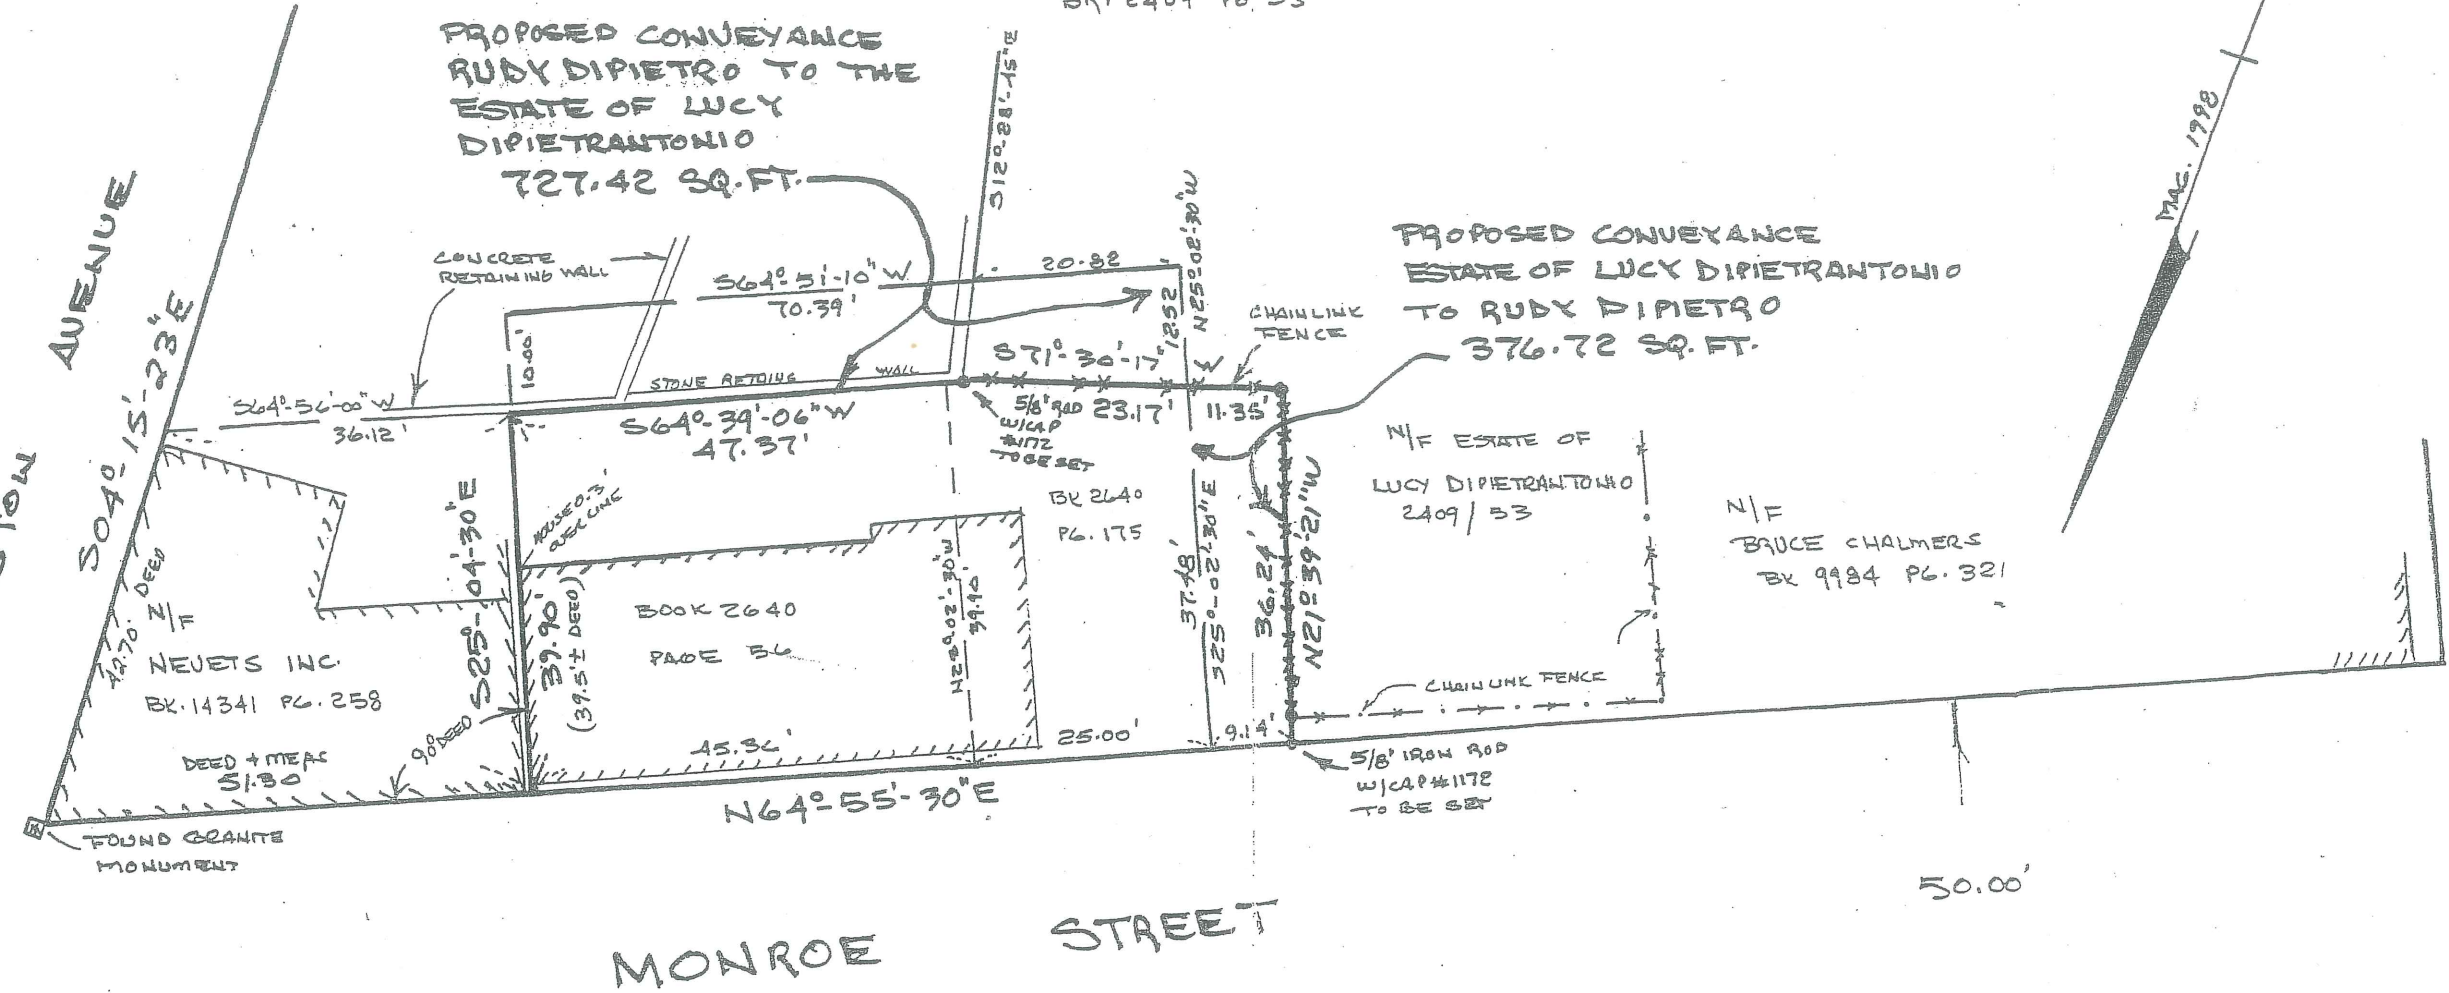 PROPOSED CONVEYANCE
RUDY DIPIETRO TO THE
ESTATE OF LUCY
DIPIETRANTONIO
727.42 SQ.FT.
AVENUE
S04°-15'-23"E
42.70' DEED
CONCRETE
RETAINING WALL
S64°-51'-10"W
70.39'
20.82
S12°-28'-15"E
12.52
N25°-02'-30"W
MAG. 1998
PROPOSED CONVEYANCE
ESTATE OF LUCY DIPIETRANTONIO
TO RUDY DIPIETRO
376.72 SQ.FT.
CHAINLINK
FENCE
10.00'
STONE RETDING WALL
S71°-30'-17"W
S64°-56'-00"W
36.12'
S64°-39'-06"W
47.37'
5/8" ROD
W/CAP
#1172
TO BE SET
23.17'
11.35'
N/F ESTATE OF
LUCY DIPIETRANTONIO
2409/53
BK 2640
PG. 175
N/F
BRUCE CHALMERS
BK 9984 PG. 321
HOUSE 0.3'
OVER LINE
S25°-04'-30"E
39.90'
(39.5'± DEED)
BOOK 2640
PAGE 56
39.90'
37.48'
S25°-02'-30"E
36.24'
N21°-39'-21"W
N/F
NEVETS INC.
BK. 14341 PG. 258
DEED + MEAS
51.30
90° DEED
45.36'
25.00'
9.14'
CHAINLINK FENCE
N64°-55'-30"E
5/8" IRON ROD
W/CAP #1172
TO BE SET
FOUND GRANITE
MONUMENT
50.00'
MONROE STREET